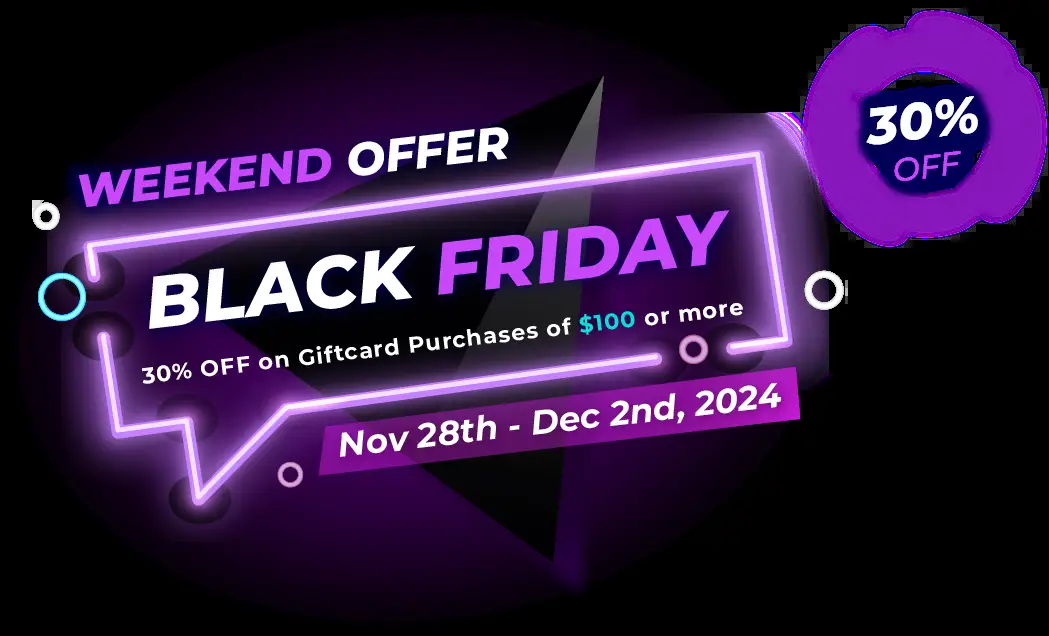 30%
OFF
WEEKEND OFFER
BLACK FRIDAY
30% OFF on Giftcard Purchases of $100 or more
Nov 28th - Dec 2nd, 2024